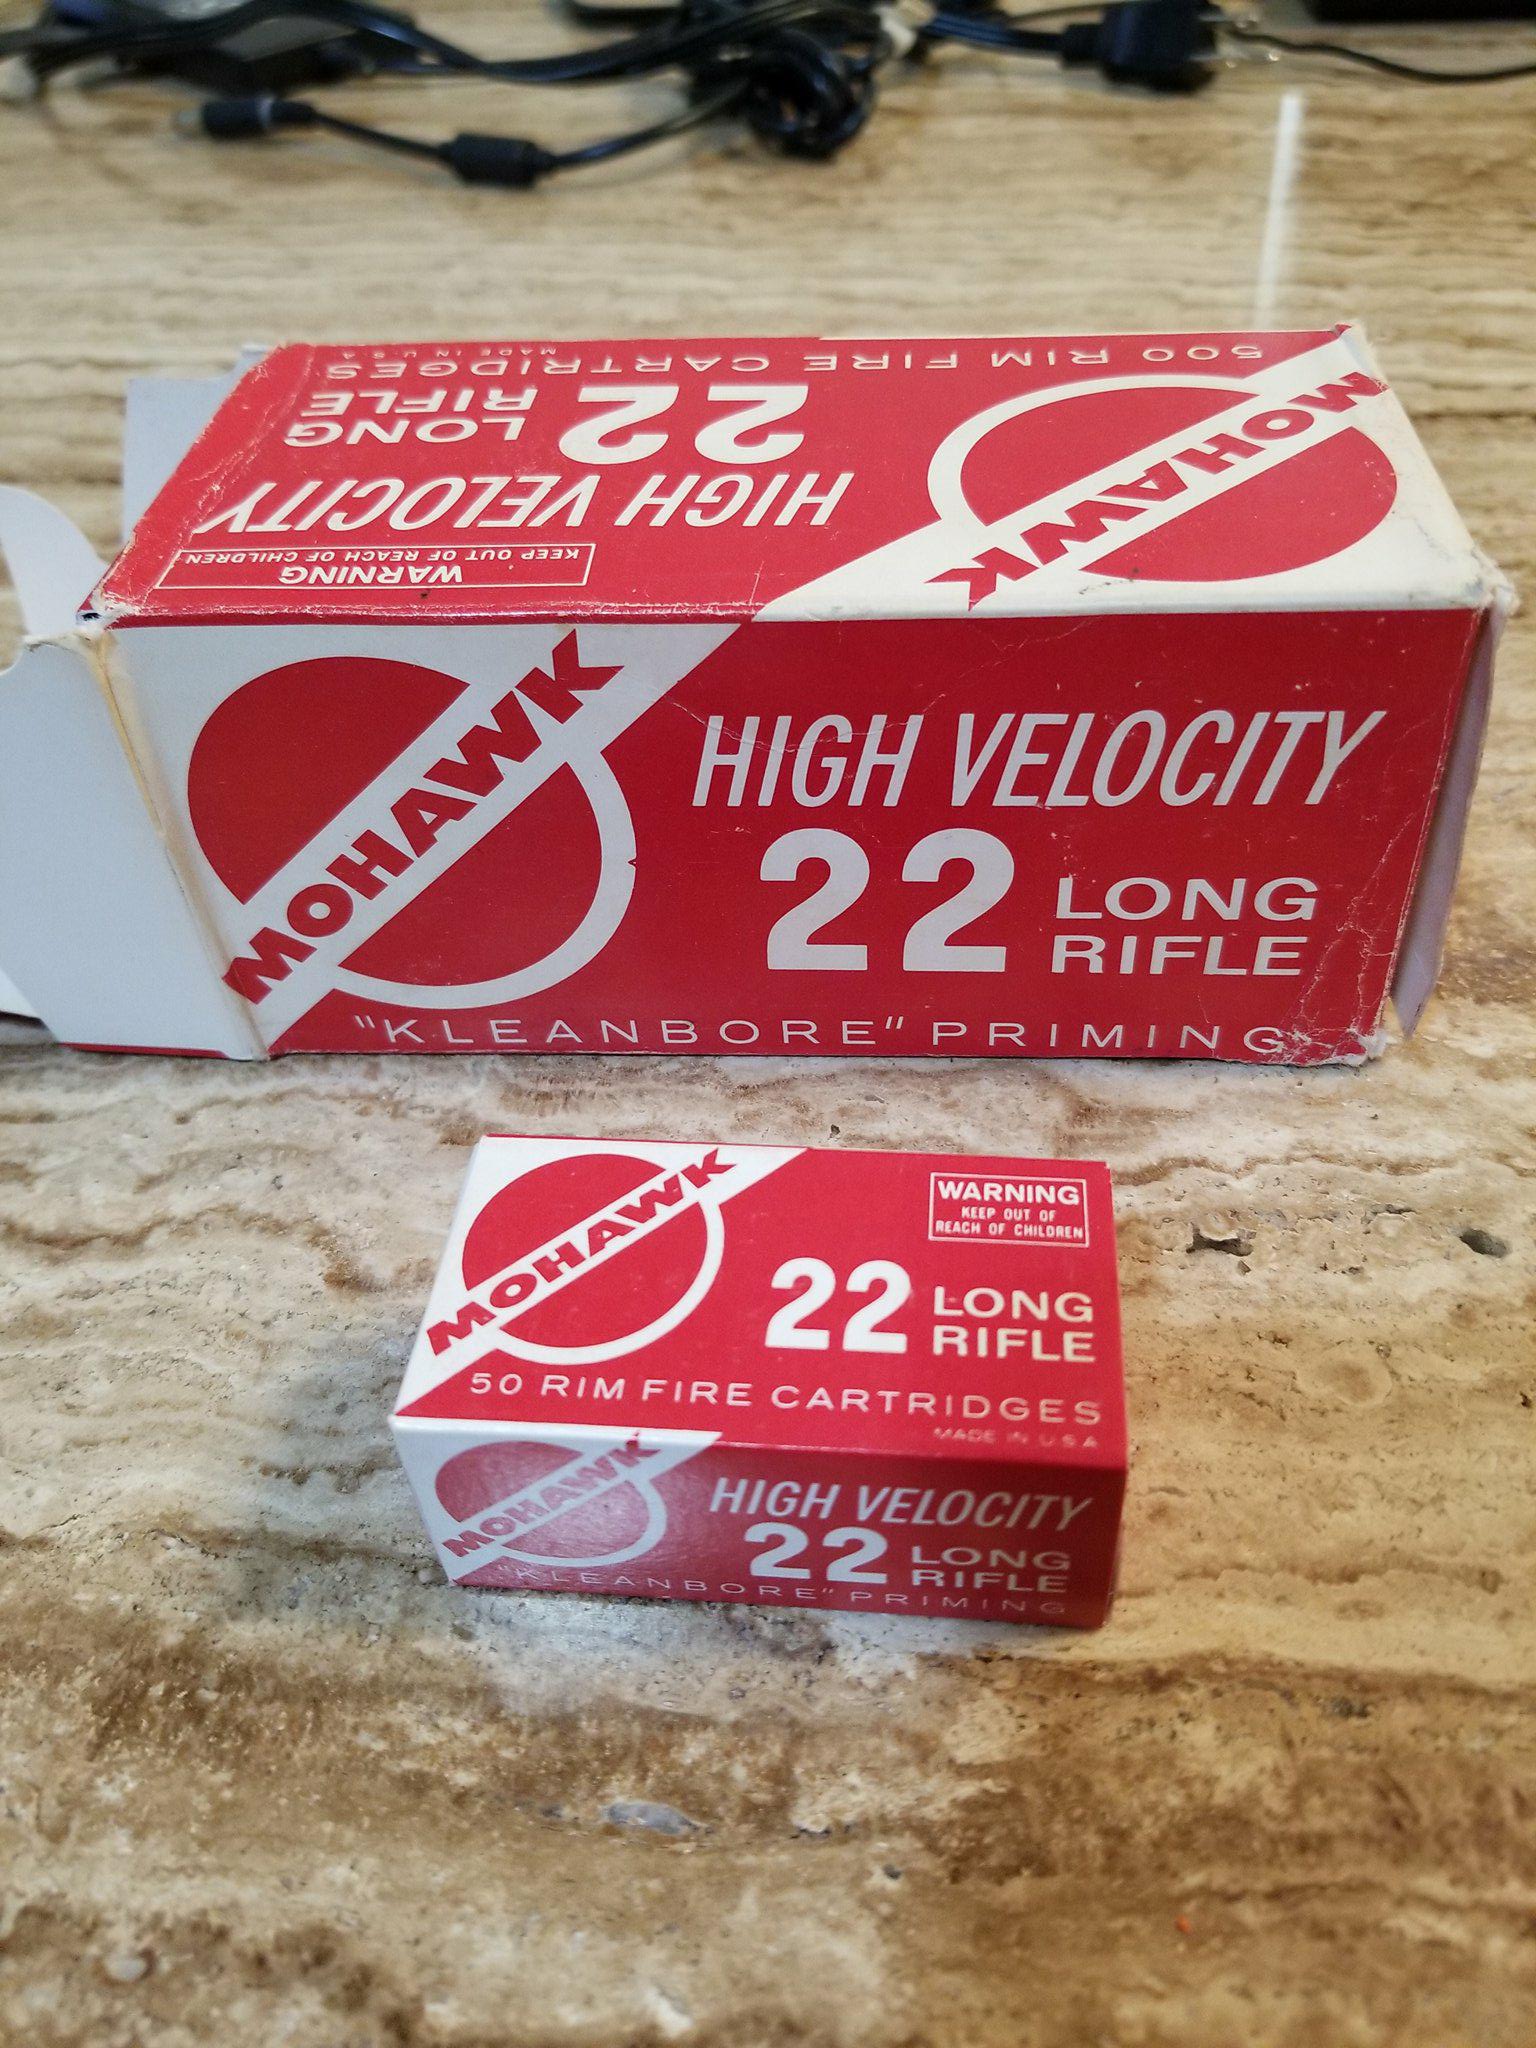 500 RIM FIRE CARTRIDGES
MADE IN U.S.A
22 LONG
RIFLE
HIGH VELOCITY
WARNING
KEEP OUT OF REACH OF CHILDREN
MOHAWK
MOHAWK
HIGH VELOCITY
22 LONG
RIFLE
"KLEANBORE" PRIMING
MOHAWK
WARNING
KEEP OUT OF
REACH OF CHILDREN
22 LONG
RIFLE
50 RIM FIRE CARTRIDGES
MADE IN U.S.A
MOHAWK
HIGH VELOCITY
22 LONG
RIFLE
"KLEANBORE" PRIMING